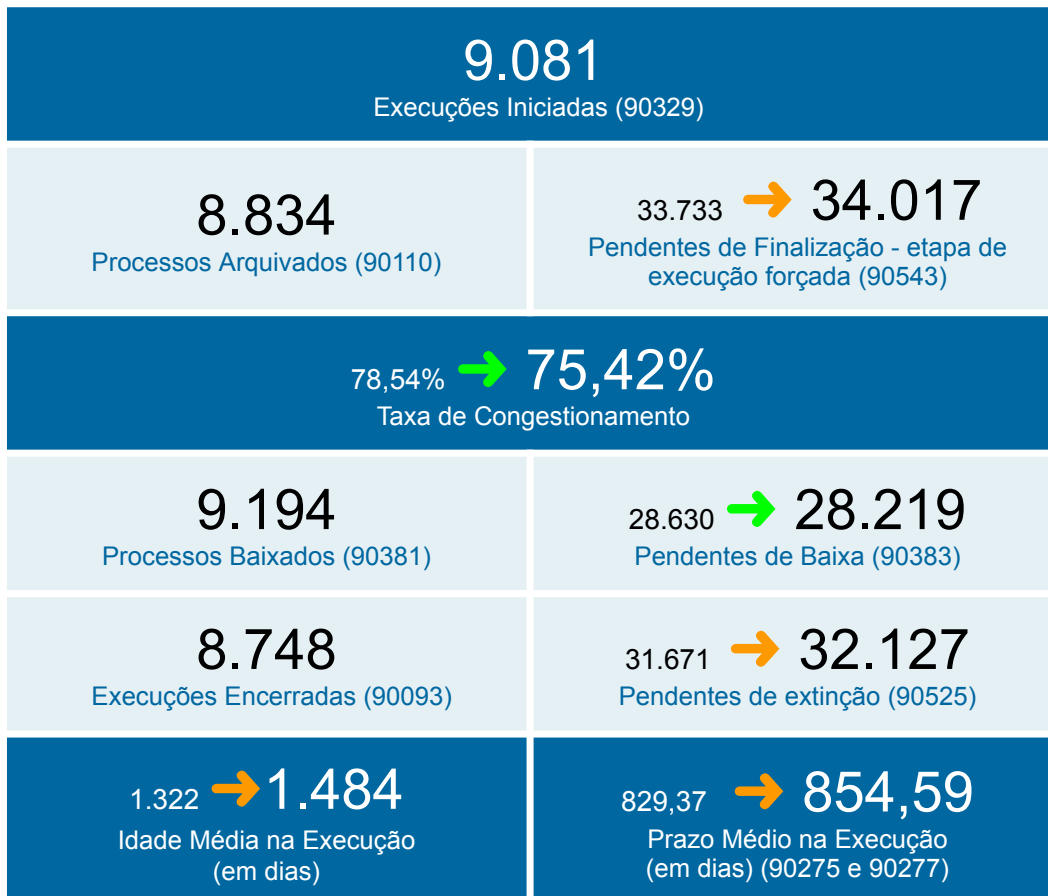 9.081
Execuções Iniciadas (90329)
8.834
Processos Arquivados (90110)
33.733 ➔ 34.017
Pendentes de Finalização - etapa de
execução forçada (90543)
78,54% ➔ 75,42%
Taxa de Congestionamento
9.194
Processos Baixados (90381)
28.630 ➔ 28.219
Pendentes de Baixa (90383)
8.748
Execuções Encerradas (90093)
31.671 ➔ 32.127
Pendentes de extinção (90525)
1.322 ➔ 1.484
Idade Média na Execução
(em dias)
829,37 ➔ 854,59
Prazo Médio na Execução
(em dias) (90275 e 90277)